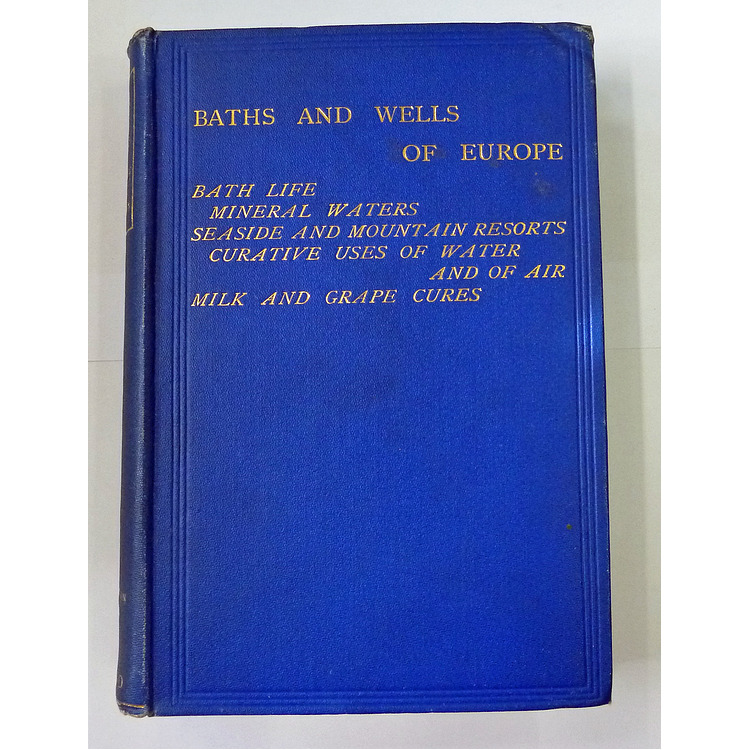 BATHS AND WELLS
OF EUROPE
BATH LIFE
MINERAL WATERS
SEASIDE AND MOUNTAIN RESORTS
CURATIVE USES OF WATER
AND OF AIR
MILK AND GRAPE CURES